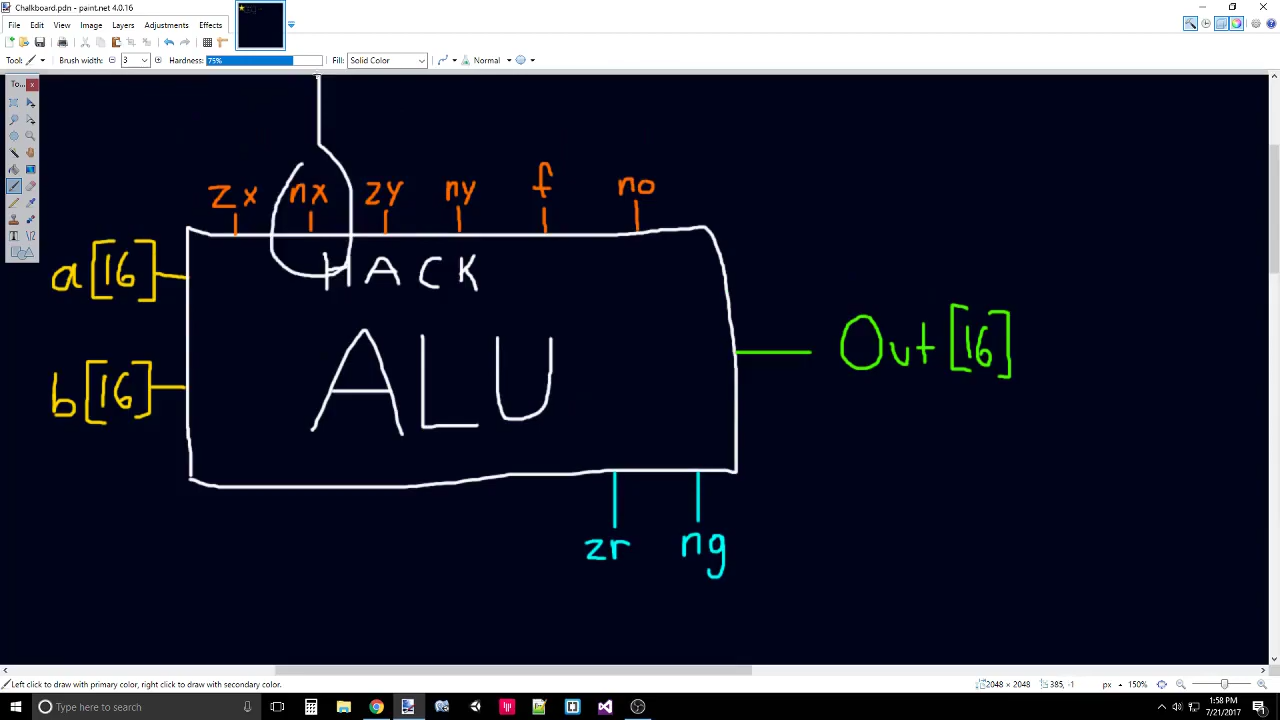 Chalkboard.pdn - paint.net 4.0.16
File Edit View Image Layers Adjustments Effects
Tool Brush width: 3 Hardness: 75% Fill: Solid Color Normal
To...
zx nx zy ny f no
HACK
a[16]
ALU
Out[16]
b[16]
zr ng
Left click to draw with primary color, right click to draw with secondary color. 2048 × 2048 385, -1 px 150%
Type here to search 1:58 PM
7/21/2017